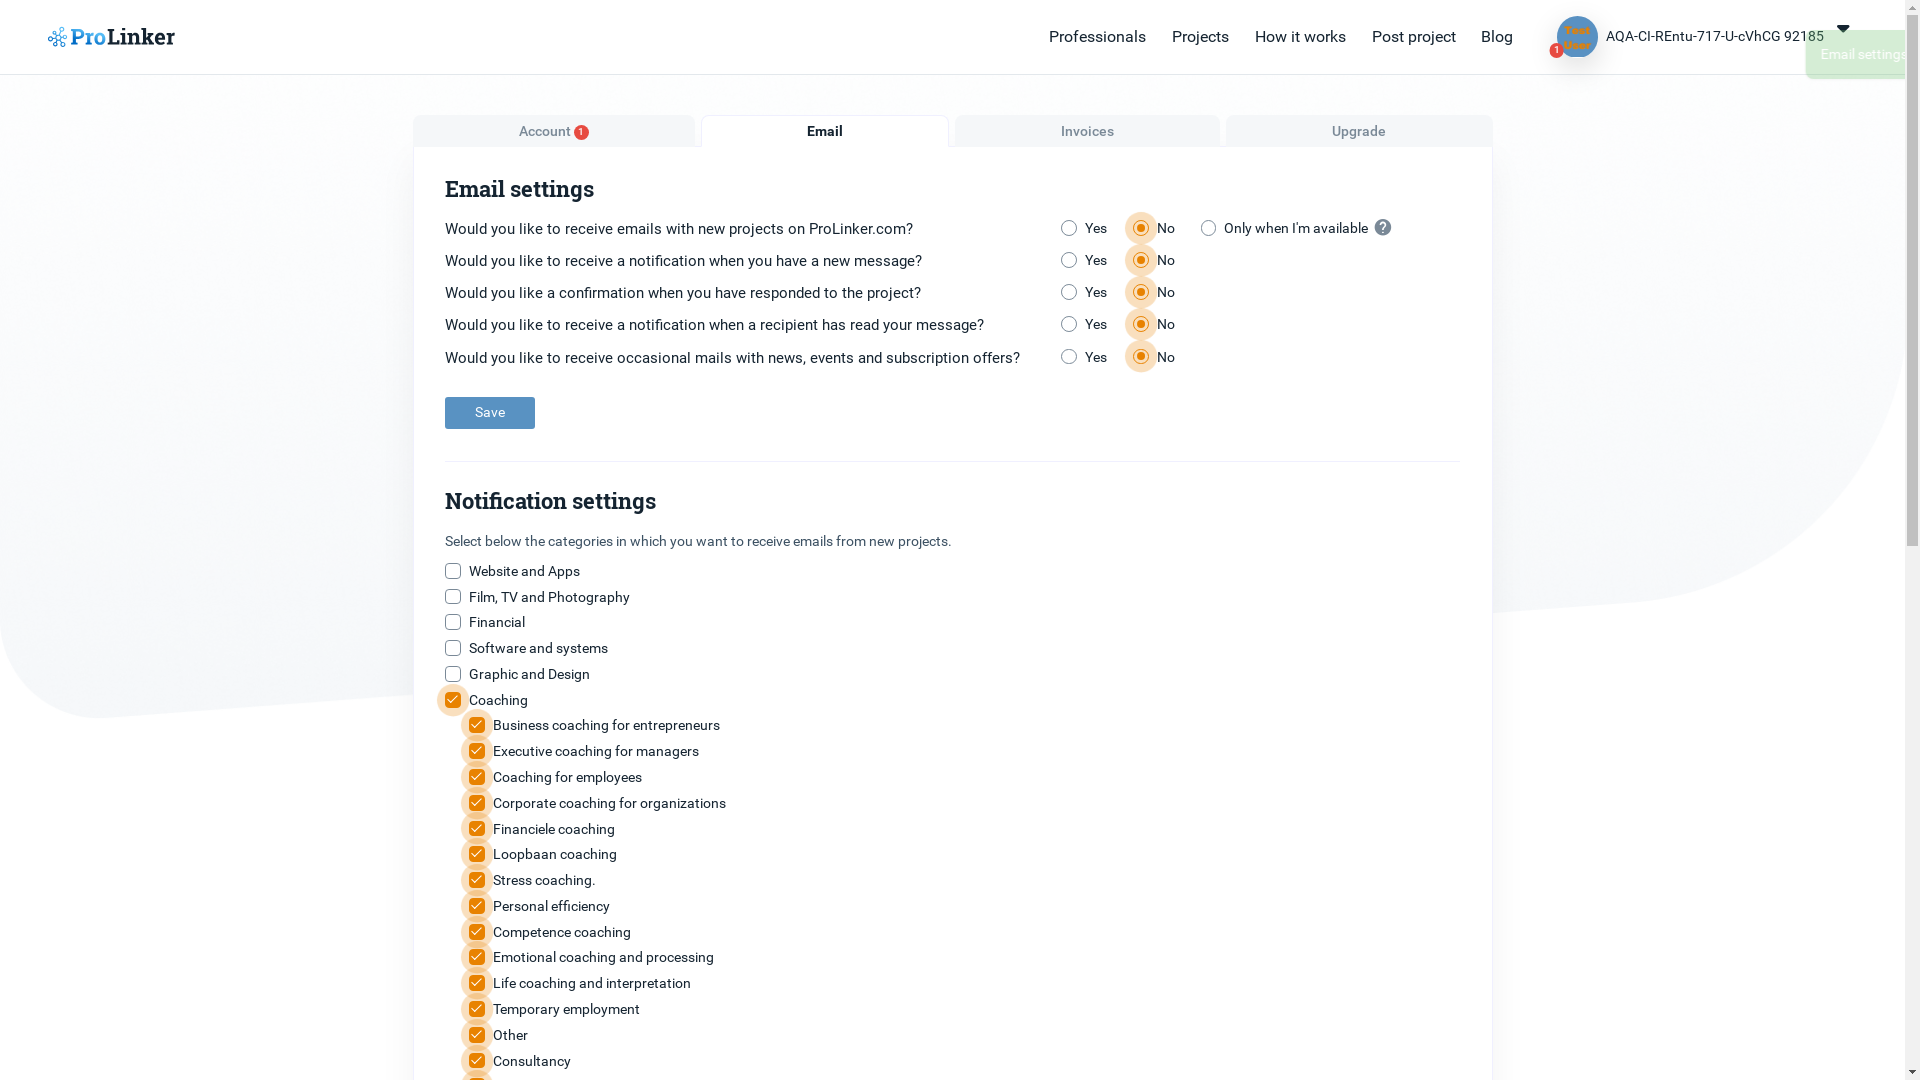 ProLinker
Professionals Projects How it works Post project Blog
Test User
1
AQA-CI-REntu-717-U-cVhCG 92185
Email settings
Account 1 Email Invoices Upgrade
Email settings
Would you like to receive emails with new projects on ProLinker.com? Yes No Only when I'm available ?
Would you like to receive a notification when you have a new message? Yes No
Would you like a confirmation when you have responded to the project? Yes No
Would you like to receive a notification when a recipient has read your message? Yes No
Would you like to receive occasional mails with news, events and subscription offers? Yes No
Save
Notification settings
Select below the categories in which you want to receive emails from new projects.
Website and Apps
Film, TV and Photography
Financial
Software and systems
Graphic and Design
Coaching
Business coaching for entrepreneurs
Executive coaching for managers
Coaching for employees
Corporate coaching for organizations
Financiele coaching
Loopbaan coaching
Stress coaching.
Personal efficiency
Competence coaching
Emotional coaching and processing
Life coaching and interpretation
Temporary employment
Other
Consultancy